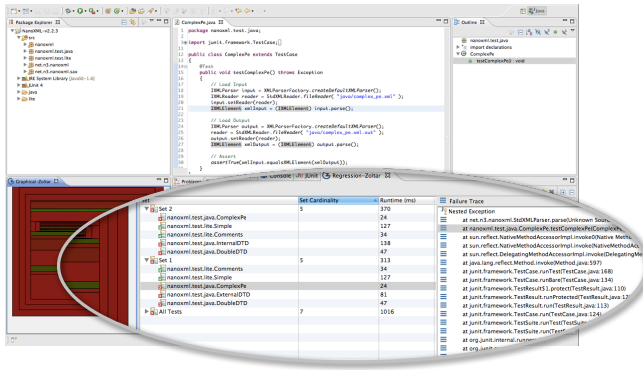 Java
Package Explorer
NanoXML-v2.2.3
src
nanoxml
nanoxml.test.java
nanoxml.test.lite
net.n3.nanoxml
net.n3.nanoxml.sax
JRE System Library [JavaSE-1.6]
JUnit 4
java
lite
ComplexPe.java
1 package nanoxml.test.java;
import junit.framework.TestCase;
public class ComplexPe extends TestCase
{
@Test
public void testComplexPe() throws Exception
{
// Load Input
IXMLParser input = XMLParserFactory.createDefaultXMLParser();
IXMLReader reader = StdXMLReader.fileReader( "java/complex_pe.xml" );
input.setReader(reader);
IXMLElement xmlInput = (IXMLElement) input.parse();
// Load Output
IXMLParser output = XMLParserFactory.createDefaultXMLParser();
reader = StdXMLReader.fileReader( "java/complex_pe.xml.out" );
output.setReader(reader);
IXMLElement xmlOutput = (IXMLElement) output.parse();
// Assert
assertTrue(xmlInput.equalsXMLElement(xmlOutput));
}
Outline
nanoxml.test.java
import declarations
ComplexPe
testComplexPe() : void
Graphical-Zoltar
Problems
Console
JUnit
Regression-Zoltar
Set
Set Cardinality
Runtime (ms)
Set 2 5 370
nanoxml.test.java.ComplexPe 24
nanoxml.test.lite.Simple 127
nanoxml.test.lite.Comments 34
nanoxml.test.java.InternalDTD 138
nanoxml.test.java.DoubleDTD 47
Set 1 5 313
nanoxml.test.lite.Comments 34
nanoxml.test.lite.Simple 127
nanoxml.test.java.ComplexPe 24
nanoxml.test.java.ExternalDTD 81
nanoxml.test.java.DoubleDTD 47
All Tests 7 1016
Failure Trace
Nested Exception
at net.n3.nanoxml.StdXMLParser.parse(Unknown Sour
at nanoxml.test.java.ComplexPe.testComplexPe(ComplexPe
at sun.reflect.NativeMethodAccessorImpl.invoke0(Native Metho
at sun.reflect.NativeMethodAccessorImpl.invoke(NativeMethodAcc
at sun.reflect.DelegatingMethodAccessorImpl.invoke(DelegatingMe
at java.lang.reflect.Method.invoke(Method.java:597)
at junit.framework.TestCase.runTest(TestCase.java:168)
at junit.framework.TestCase.runBare(TestCase.java:134)
at junit.framework.TestResult$1.protect(TestResult.java:110)
at junit.framework.TestResult.runProtected(TestResult.java:12
at junit.framework.TestResult.run(TestResult.java:113)
at junit.framework.TestCase.run(TestCase.java:124)
at junit.framework.TestSuite.runTest(TestSuite
at junit.framework.TestSuite.run(TestS
at org.junit.internal.runne
at org.junit